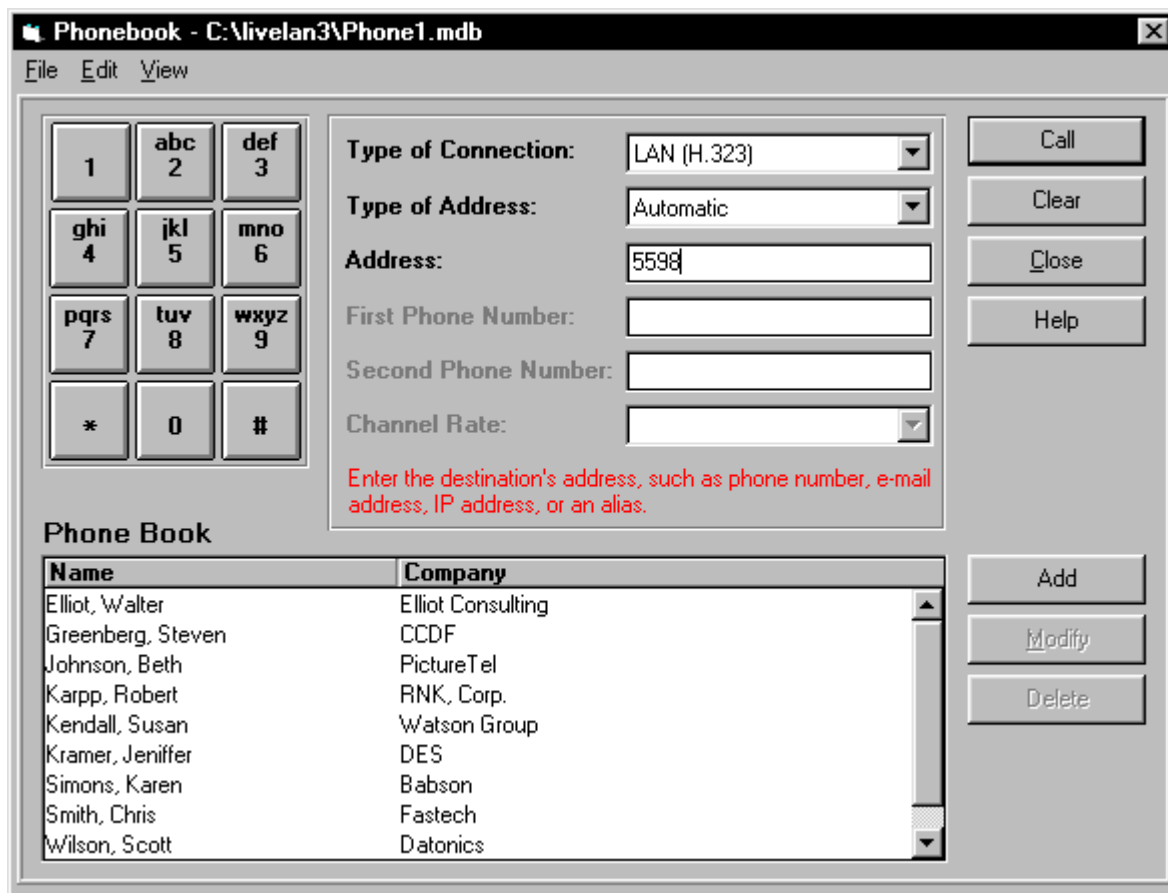 Phonebook - C:\livelan3\Phone1.mdb
File Edit View
1
abc
2
def
3
ghi
4
jkl
5
mno
6
pqrs
7
tuv
8
wxyz
9
*
0
#
Type of Connection: LAN (H.323)
Type of Address: Automatic
Address: 5598
First Phone Number:
Second Phone Number:
Channel Rate:
Enter the destination's address, such as phone number, e-mail
address, IP address, or an alias.
Call
Clear
Close
Help
Phone Book
Name Company
Elliot, Walter Elliot Consulting
Greenberg, Steven CCDF
Johnson, Beth PictureTel
Karpp, Robert RNK, Corp.
Kendall, Susan Watson Group
Kramer, Jeniffer DES
Simons, Karen Babson
Smith, Chris Fastech
Wilson, Scott Datonics
Add
Modify
Delete